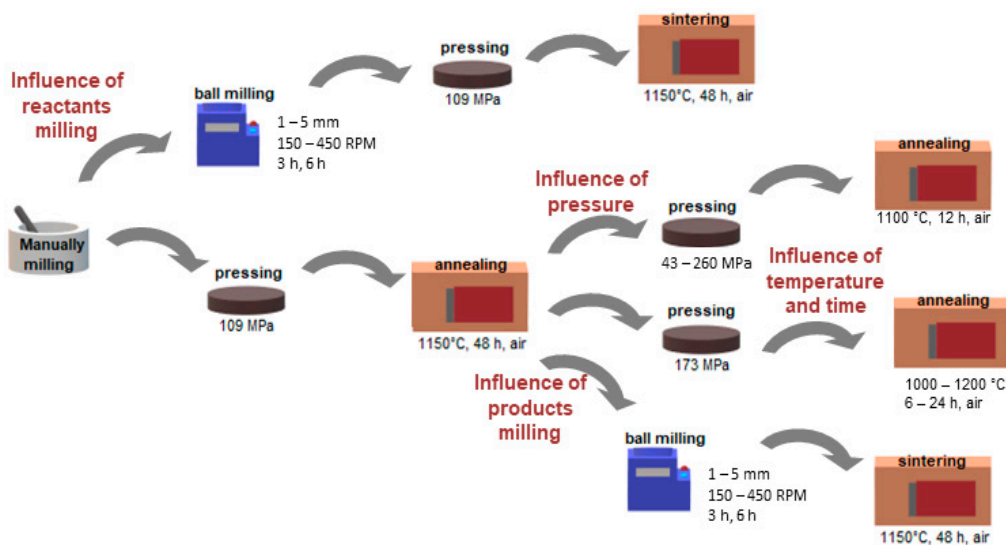 sintering
pressing
Influence of
reactants
milling
ball milling
109 MPa
1150°C, 48 h, air
1 – 5 mm
150 – 450 RPM
3 h, 6 h
annealing
Influence of
pressure
pressing
1100 °C, 12 h, air
Manually
milling
pressing
annealing
43 – 260 MPa
Influence of
temperature
and time
109 MPa
1150°C, 48 h, air
pressing
annealing
173 MPa
Influence of
products
milling
1000 – 1200 °C
6 – 24 h, air
ball milling
1 – 5 mm
150 – 450 RPM
3 h, 6 h
sintering
1150°C, 48 h, air